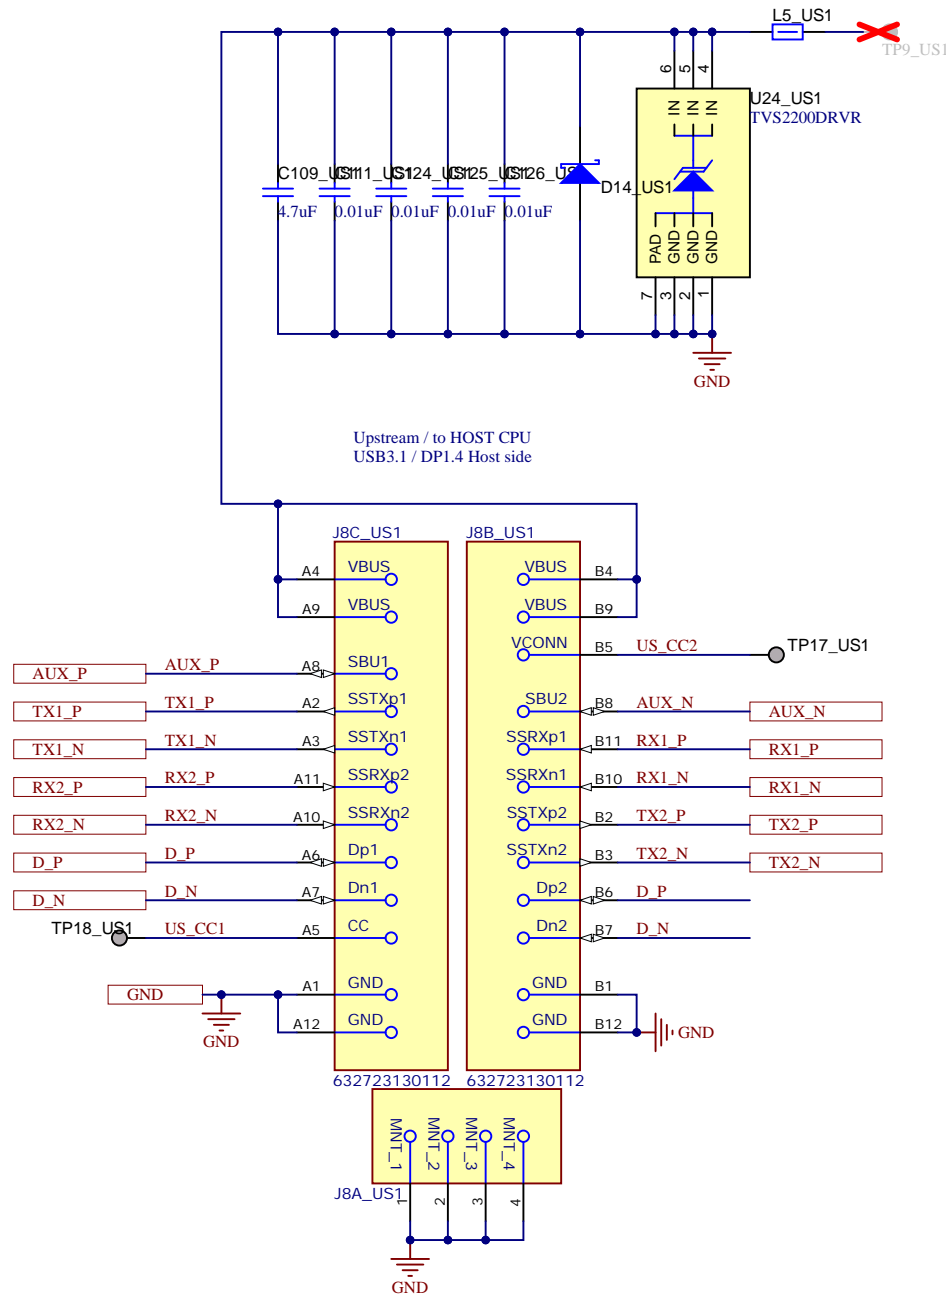 L5_US1
TP9_US1
6 5 4
U24_US1
TVS2200DRVR
IN IN IN
C109_US1 C111_US1 C124_US1 C125_US1 C126_US1
D14_US1
4.7uF 0.01uF 0.01uF 0.01uF 0.01uF
PAD GND GND GND
7 3 2 1
GND
Upstream / to HOST CPU
USB3.1 / DP1.4 Host side
J8C_US1 J8B_US1
A4 VBUS VBUS B4
A9 VBUS VBUS B9
VCONN B5 US_CC2 TP17_US1
AUX_P AUX_P A8 SBU1
TX1_P TX1_P A2 SSTXp1 SBU2 B8 AUX_N AUX_N
TX1_N TX1_N A3 SSTXn1 SSRXp1 B11 RX1_P RX1_P
RX2_P RX2_P A11 SSRXp2 SSRXn1 B10 RX1_N RX1_N
RX2_N RX2_N A10 SSRXn2 SSTXp2 B2 TX2_P TX2_P
D_P D_P A6 Dp1 SSTXn2 B3 TX2_N TX2_N
D_N D_N A7 Dn1 Dp2 B6 D_P
TP18_US1 US_CC1 A5 CC Dn2 B7 D_N
GND A1 GND GND B1
GND A12 GND GND B12 GND
632723130112 632723130112
MNT_1 MNT_2 MNT_3 MNT_4
J8A_US1 1 2 3 4
GND